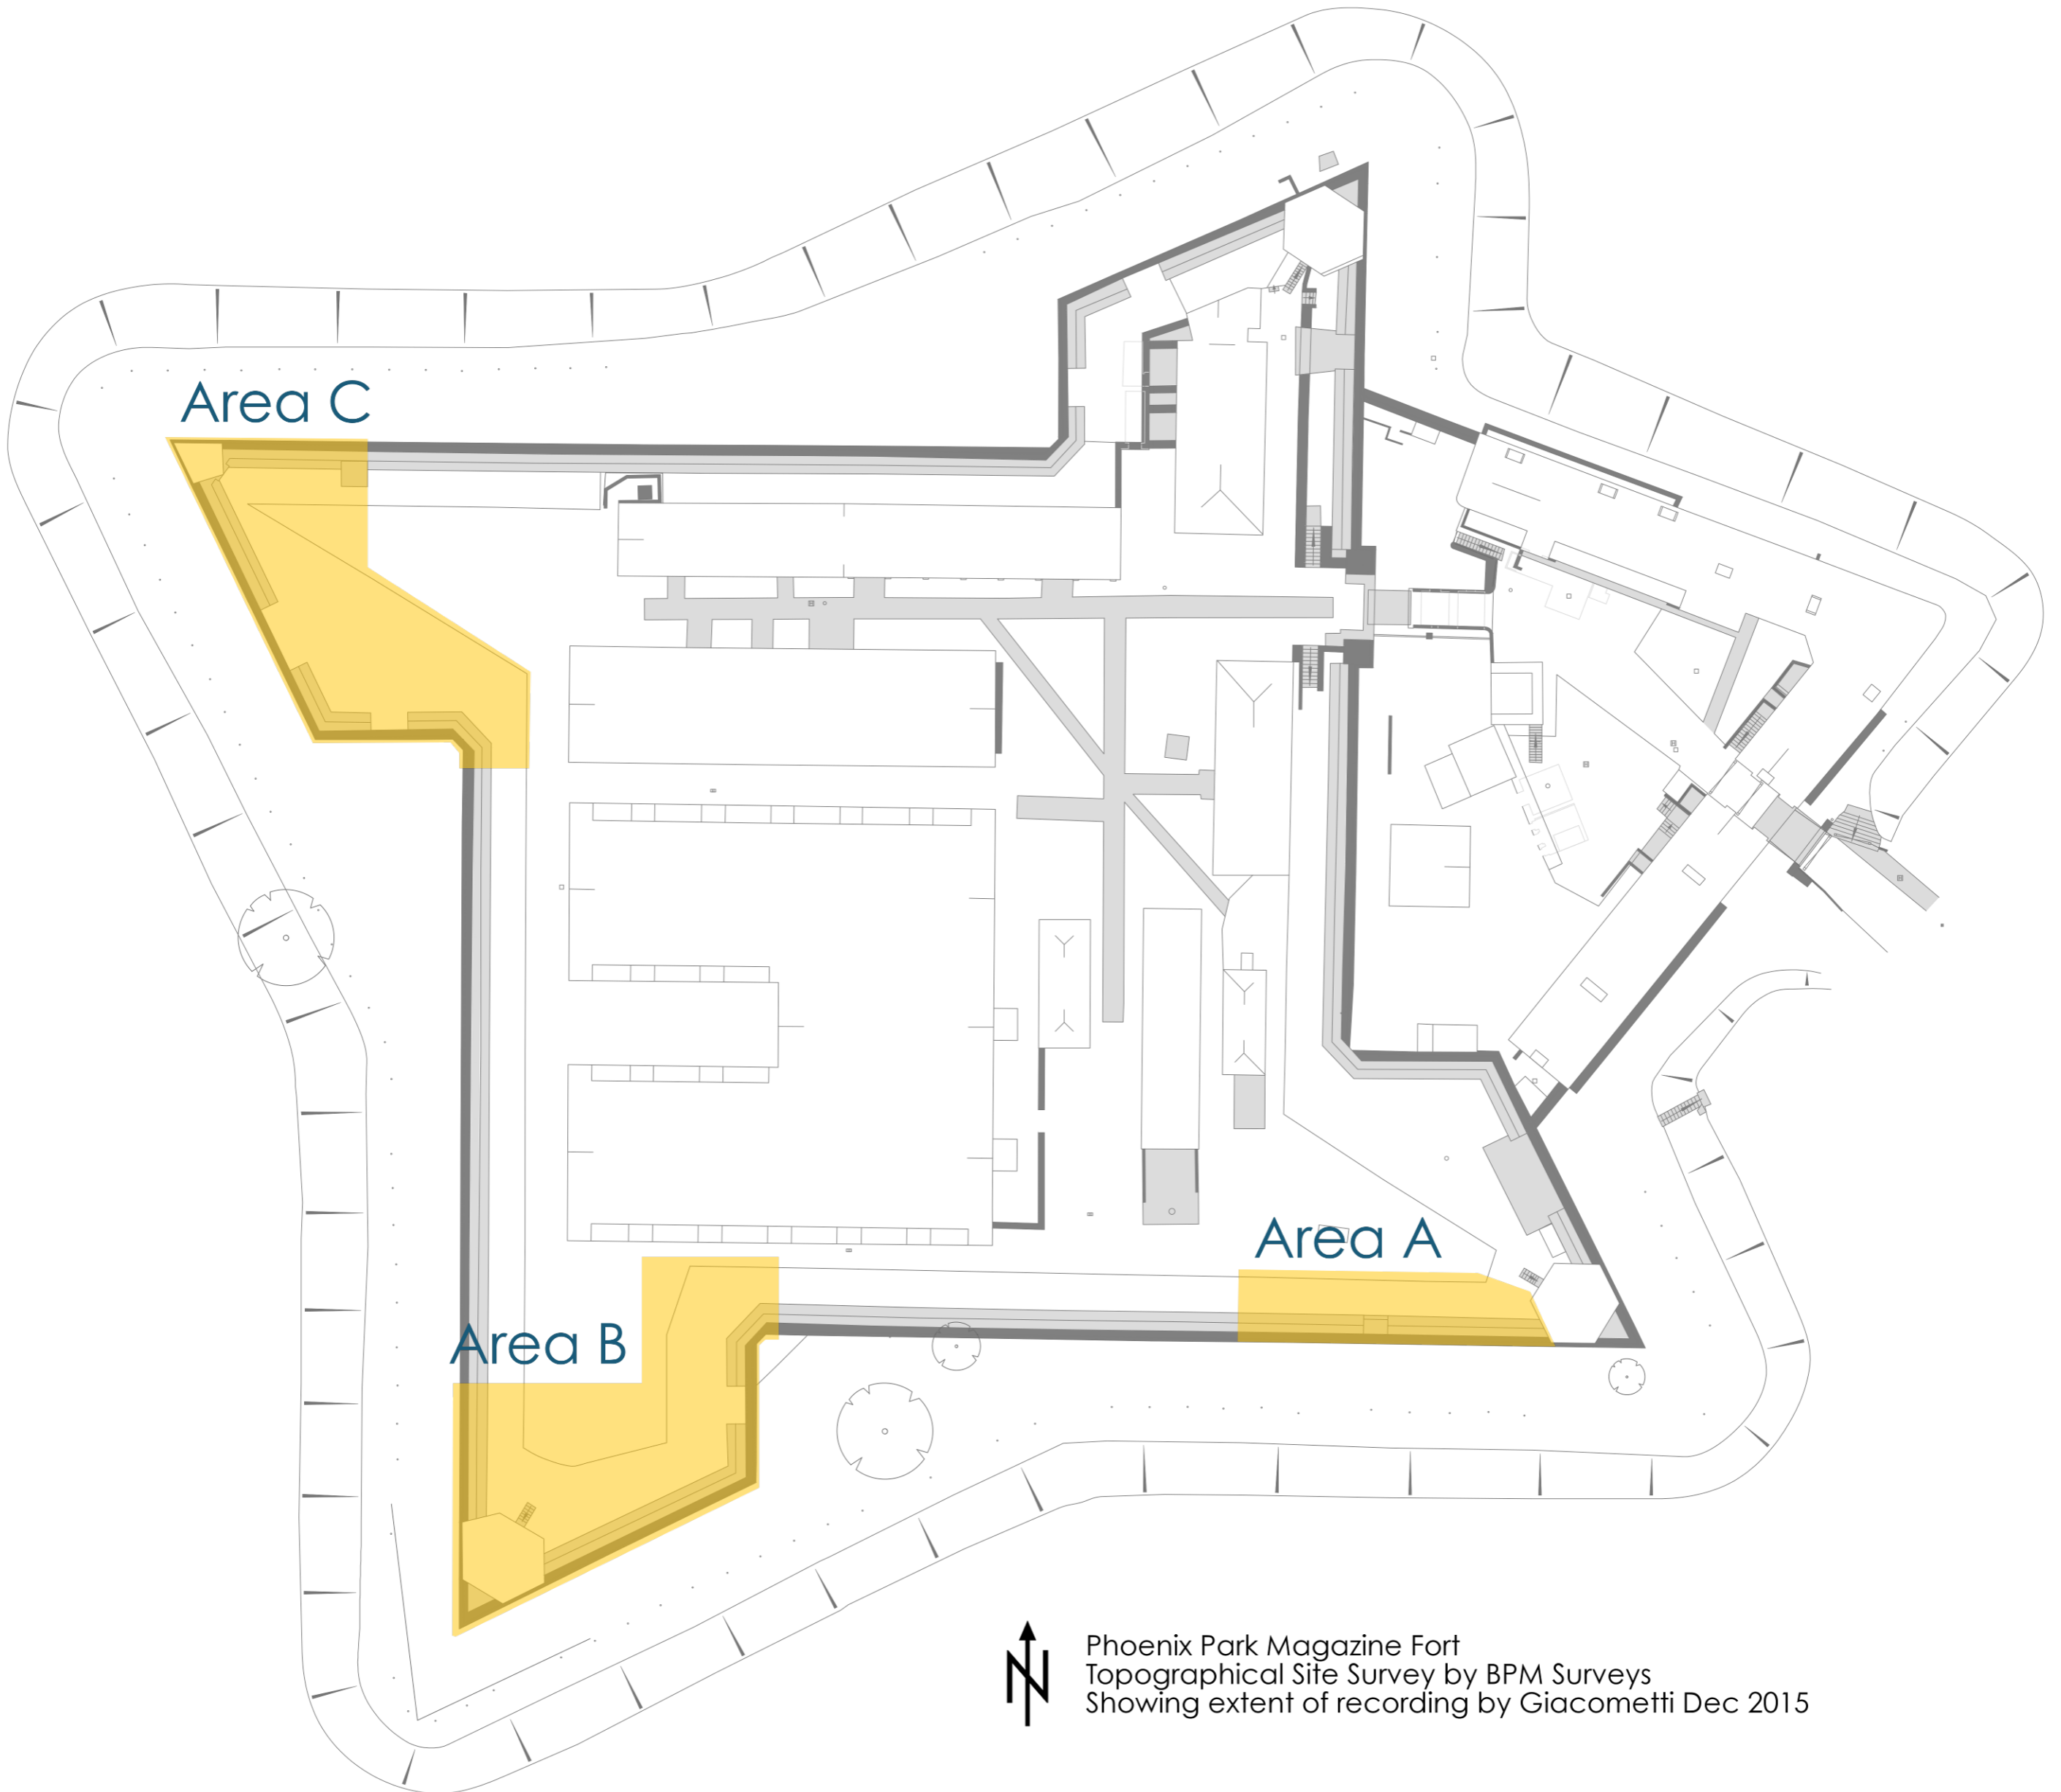 Area C
Area A
Area B
N
Phoenix Park Magazine Fort
Topographical Site Survey by BPM Surveys
Showing extent of recording by Giacometti Dec 2015